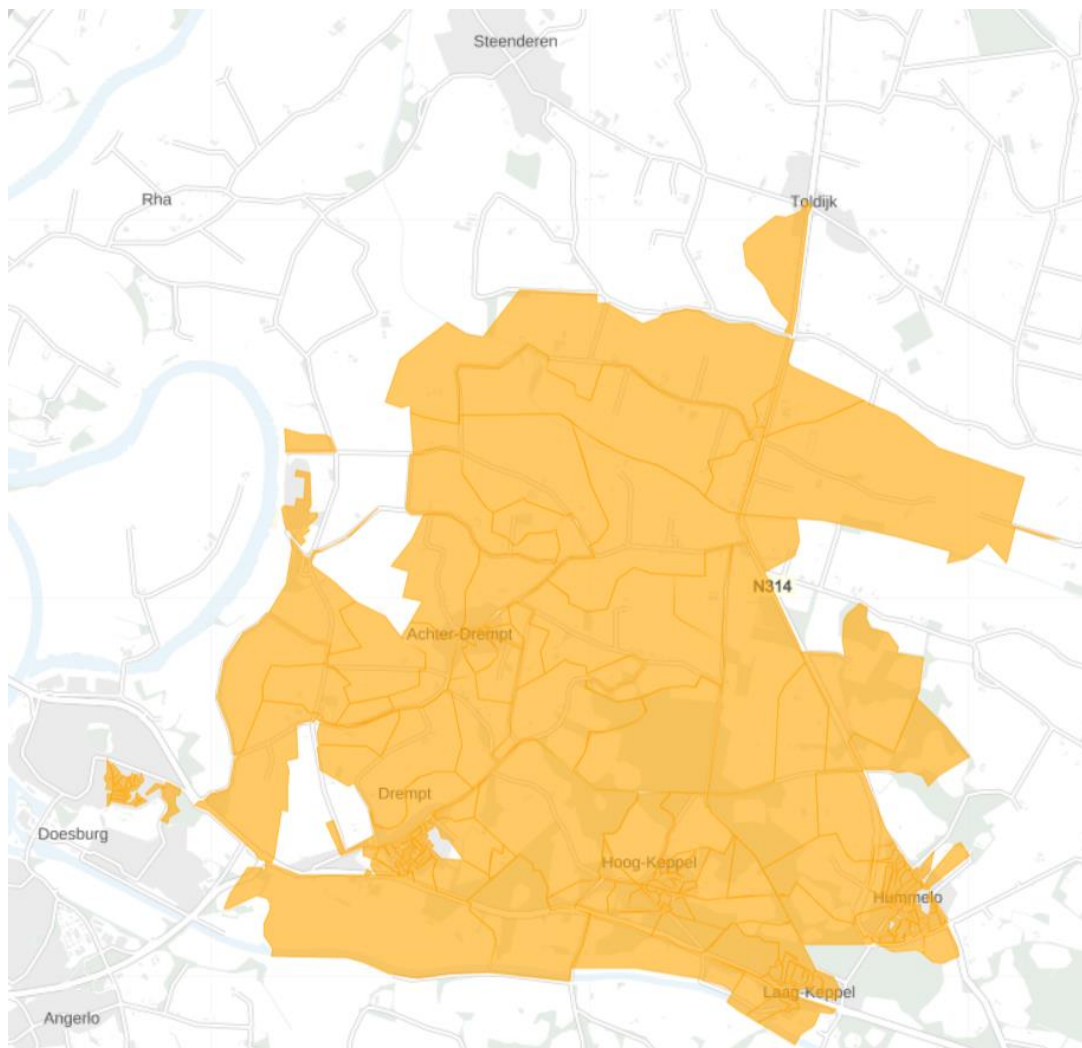 Steenderen
Rha
Toldijk
N314
Achter-Drempt
Drempt
Doesburg
Hoog-Keppel
Hummelo
Laag-Keppel
Angerlo